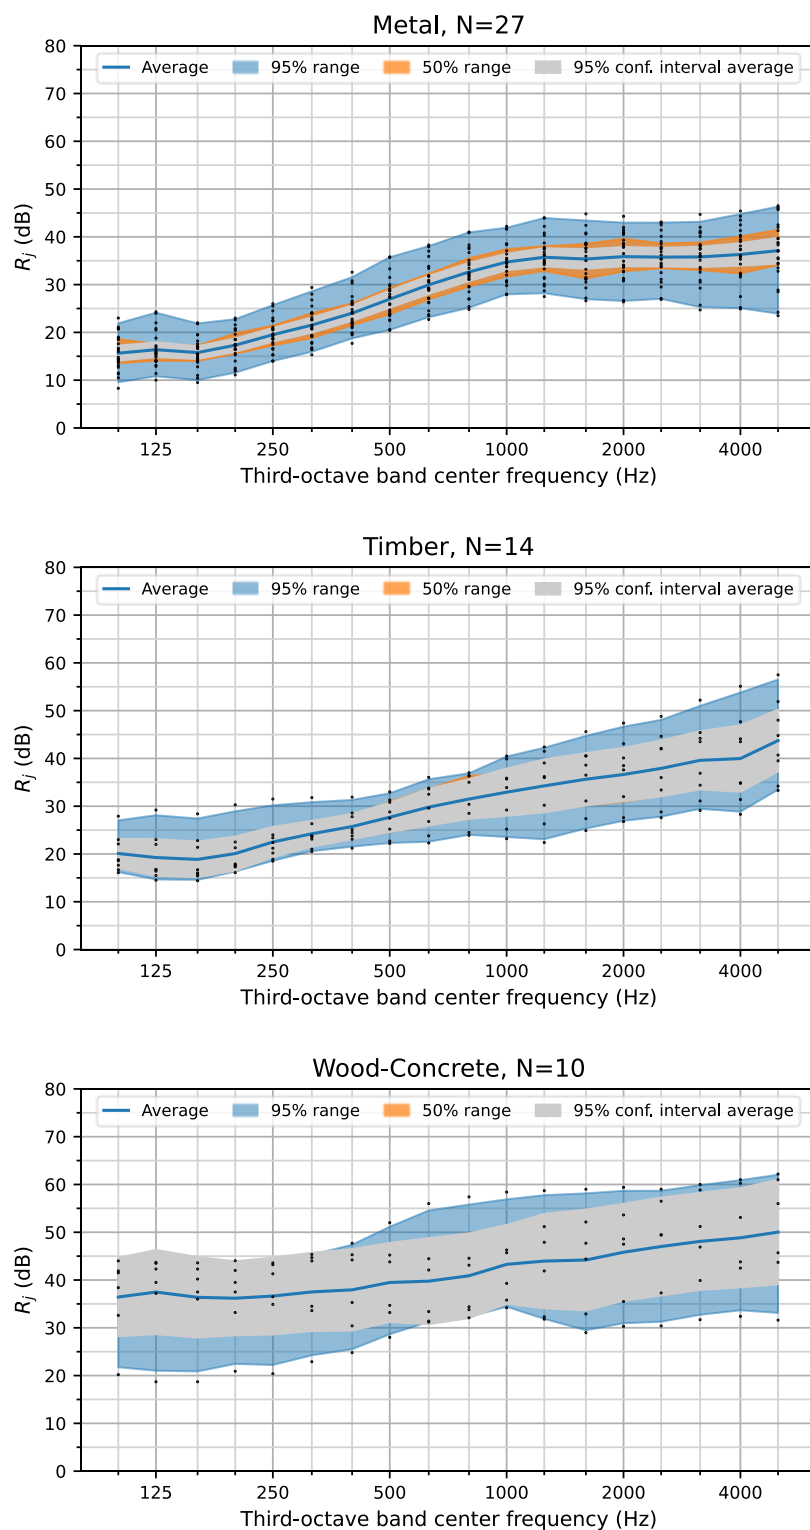 Metal, N=27
Average 95% range 50% range 95% conf. interval average
80
70
60
50
40
30
20
10
0
R_j (dB)
125 250 500 1000 2000 4000
Third-octave band center frequency (Hz)
Timber, N=14
Average 95% range 50% range 95% conf. interval average
80
70
60
50
40
30
20
10
0
R_j (dB)
125 250 500 1000 2000 4000
Third-octave band center frequency (Hz)
Wood-Concrete, N=10
Average 95% range 50% range 95% conf. interval average
80
70
60
50
40
30
20
10
0
R_j (dB)
125 250 500 1000 2000 4000
Third-octave band center frequency (Hz)